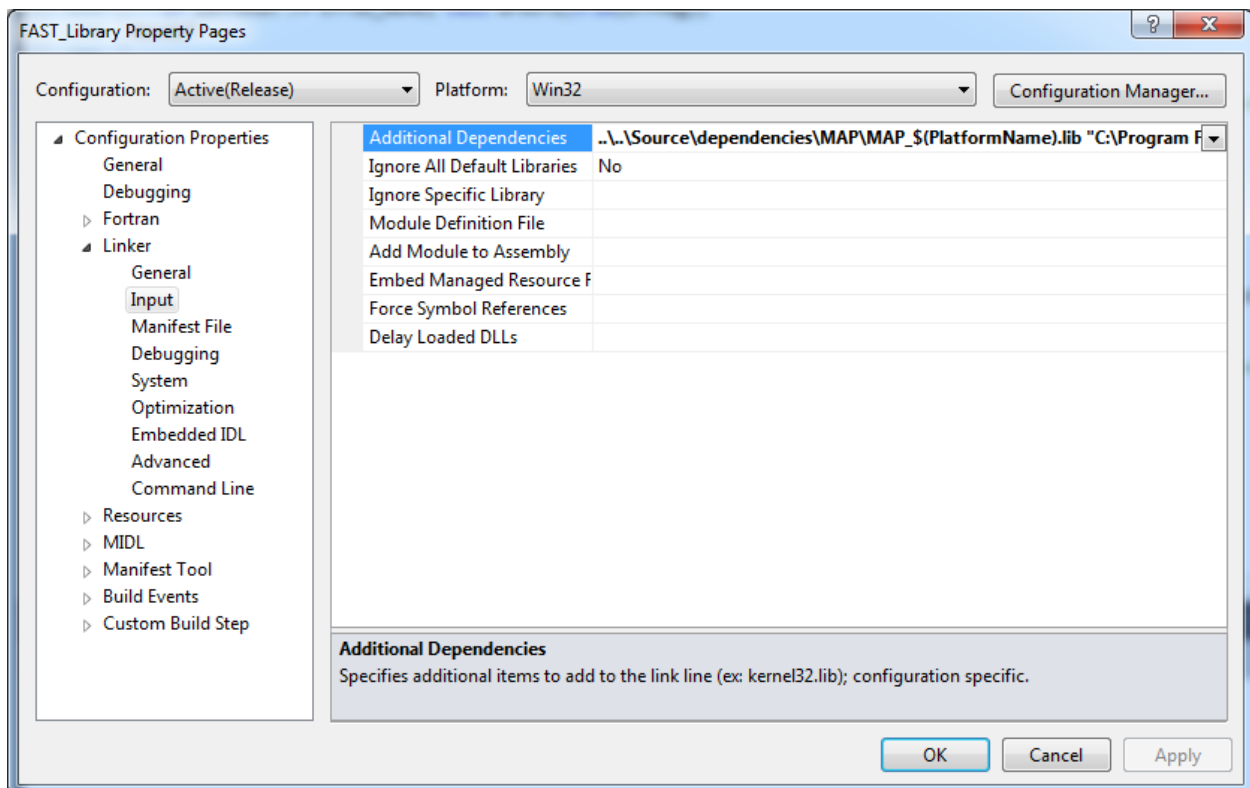 FAST_Library Property Pages
Configuration: Active(Release) Platform: Win32 Configuration Manager...
Configuration Properties
General
Debugging
Fortran
Linker
General
Input
Manifest File
Debugging
System
Optimization
Embedded IDL
Advanced
Command Line
Resources
MIDL
Manifest Tool
Build Events
Custom Build Step
Additional Dependencies ..\..\Source\dependencies\MAP\MAP_$(PlatformName).lib "C:\Program F
Ignore All Default Libraries No
Ignore Specific Library
Module Definition File
Add Module to Assembly
Embed Managed Resource F
Force Symbol References
Delay Loaded DLLs
Additional Dependencies
Specifies additional items to add to the link line (ex: kernel32.lib); configuration specific.
OK Cancel Apply